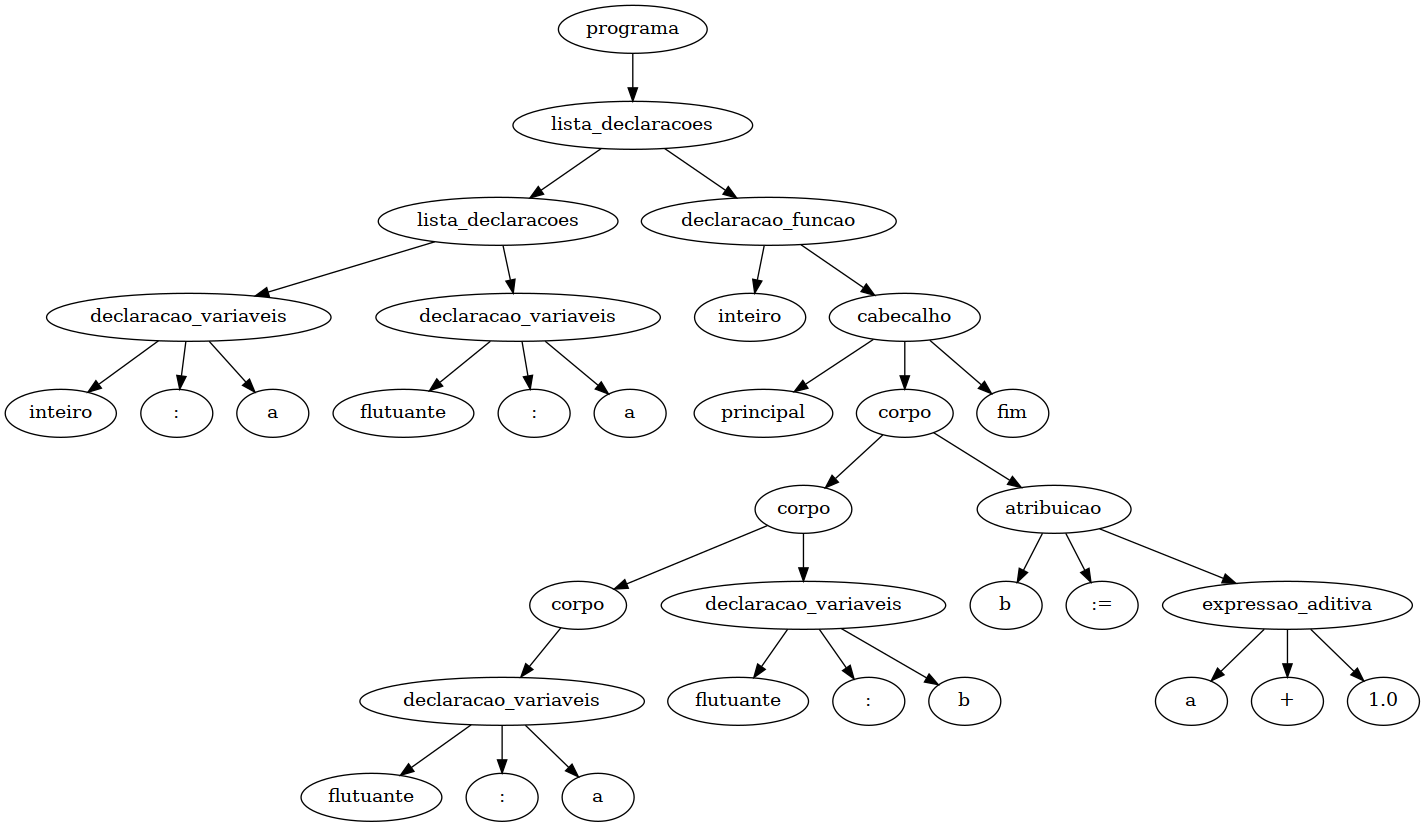 programa
lista_declaracoes
lista_declaracoes declaracao_funcao
declaracao_variaveis declaracao_variaveis inteiro cabecalho
inteiro : a flutuante : a principal corpo fim
corpo atribuicao
corpo declaracao_variaveis b := expressao_aditiva
declaracao_variaveis flutuante : b a + 1.0
flutuante : a